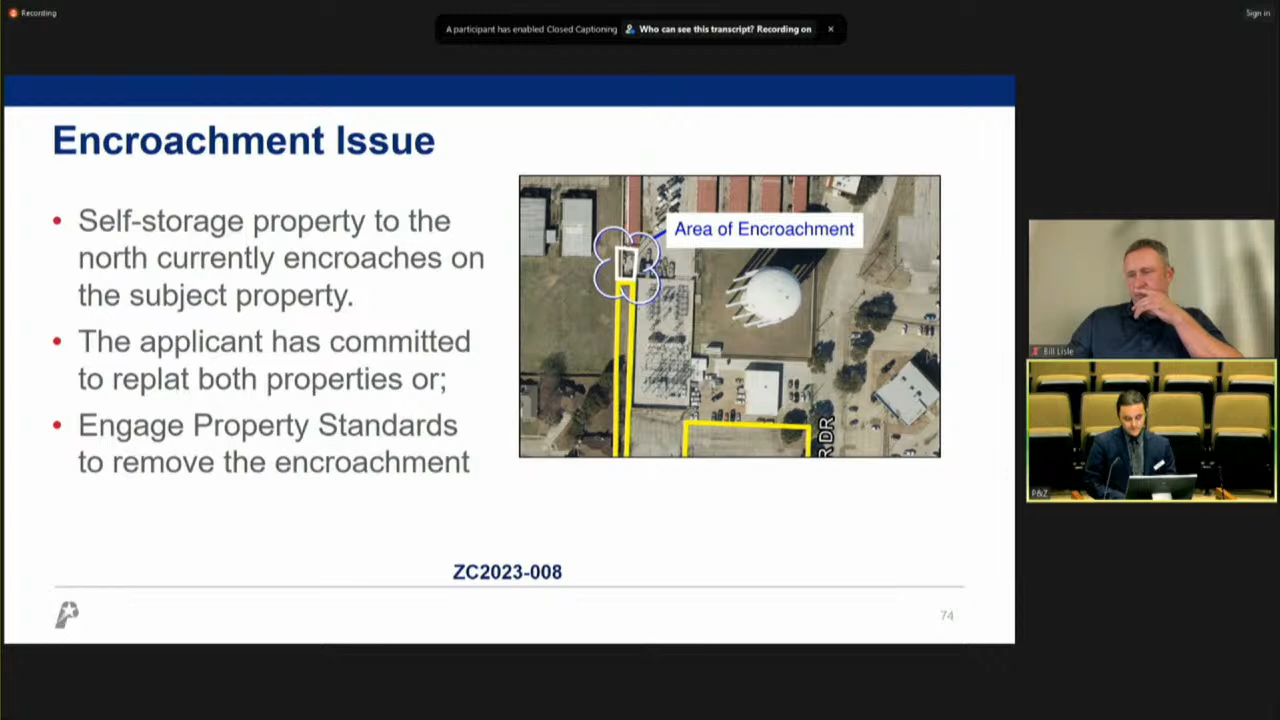 Recording
Sign in
A participant has enabled Closed Captioning Who can see this transcript? Recording on ×
Encroachment Issue
• Self-storage property to the
north currently encroaches on
the subject property.
• The applicant has committed
to replat both properties or;
• Engage Property Standards
to remove the encroachment
Area of Encroachment
R DR
ZC2023-008
74
Bill Lisle
P&Z